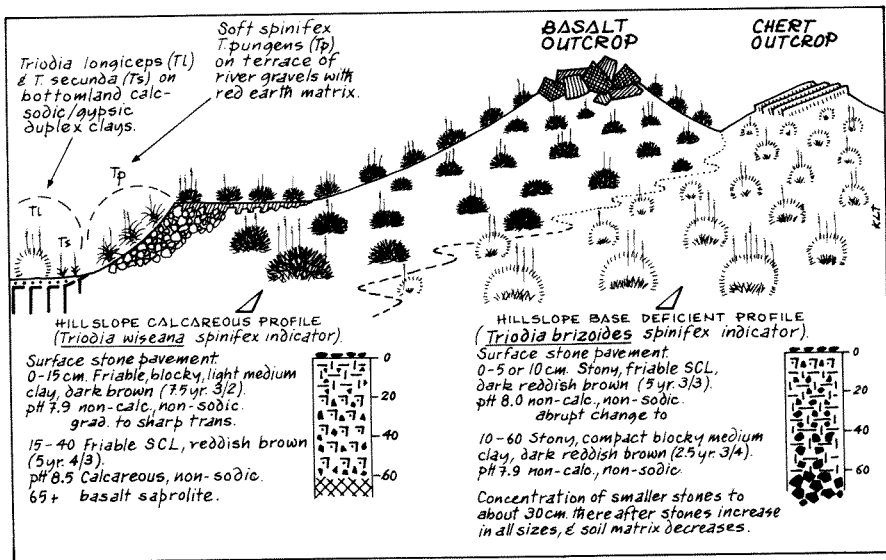 Triodia longiceps (Tl)
& T. secunda (Ts) on
bottomland calc-
sodic/gypsic
duplex clays.
Soft spinifex
T. pungens (Tp)
on terrace of
river gravels with
red earth matrix.
BASALT
OUTCROP
CHERT
OUTCROP
Tp
Tl
Ts
KLT
HILLSLOPE CALCAREOUS PROFILE
(Triodia wiseana spinifex indicator).
Surface stone pavement.
0-15 cm. Friable, blocky, light medium
clay, dark brown (7.5 yr. 3/2).
pH 7.9 non-calc., non-sodic.
grad. to sharp trans.
15-40 Friable SCL, reddish brown
(5 yr. 4/3).
pH 8.5 Calcareous, non-sodic.
65+ basalt saprolite.
0
20
40
60
HILLSLOPE BASE DEFICIENT PROFILE
(Triodia brizoides spinifex indicator).
Surface stone pavement.
0-5 or 10 cm. Stony, friable SCL,
dark reddish brown (5 yr. 3/3).
pH 8.0 non-calc., non-sodic.
abrupt change to
10-60 Stony, compact blocky medium
clay, dark reddish brown (2.5 yr. 3/4).
pH 7.9 non-calc., non-sodic.
Concentration of smaller stones to
about 30 cm. thereafter stones increase
in all sizes, & soil matrix decreases.
0
20
40
60